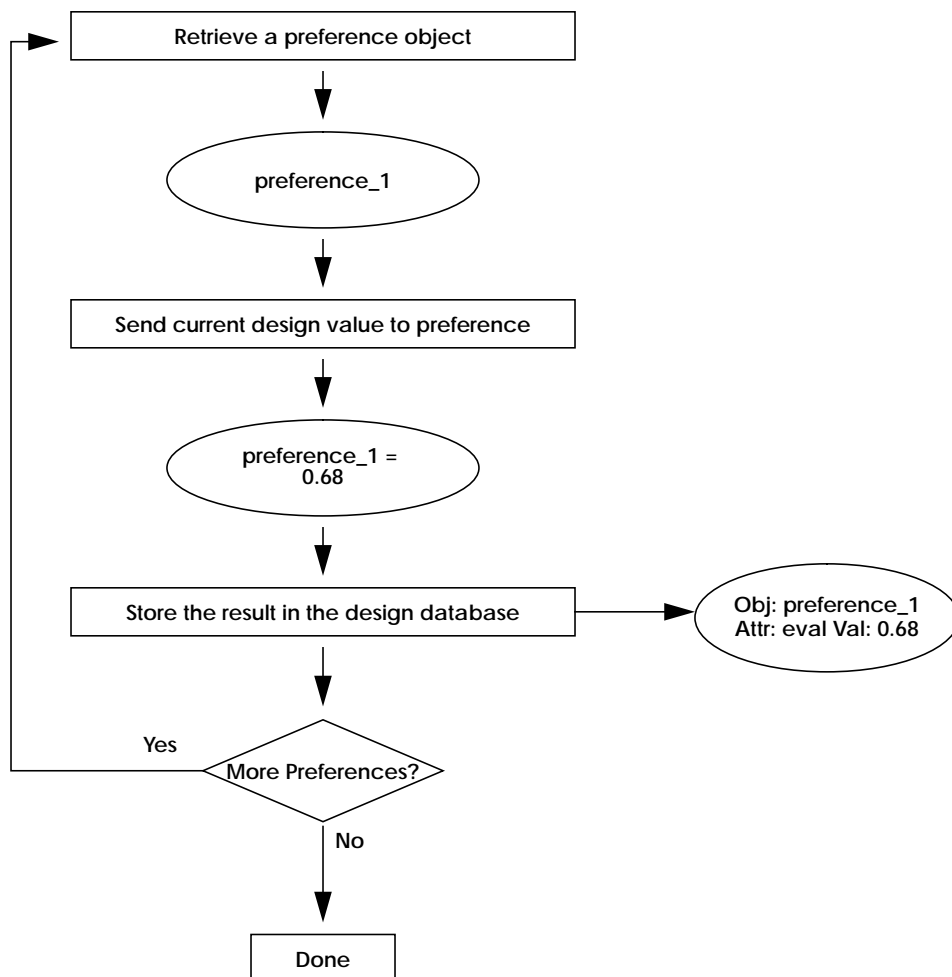 Retrieve a preference object
preference_1
Send current design value to preference
preference_1 =
0.68
Store the result in the design database
Obj: preference_1
Attr: eval Val: 0.68
Yes
More Preferences?
No
Done